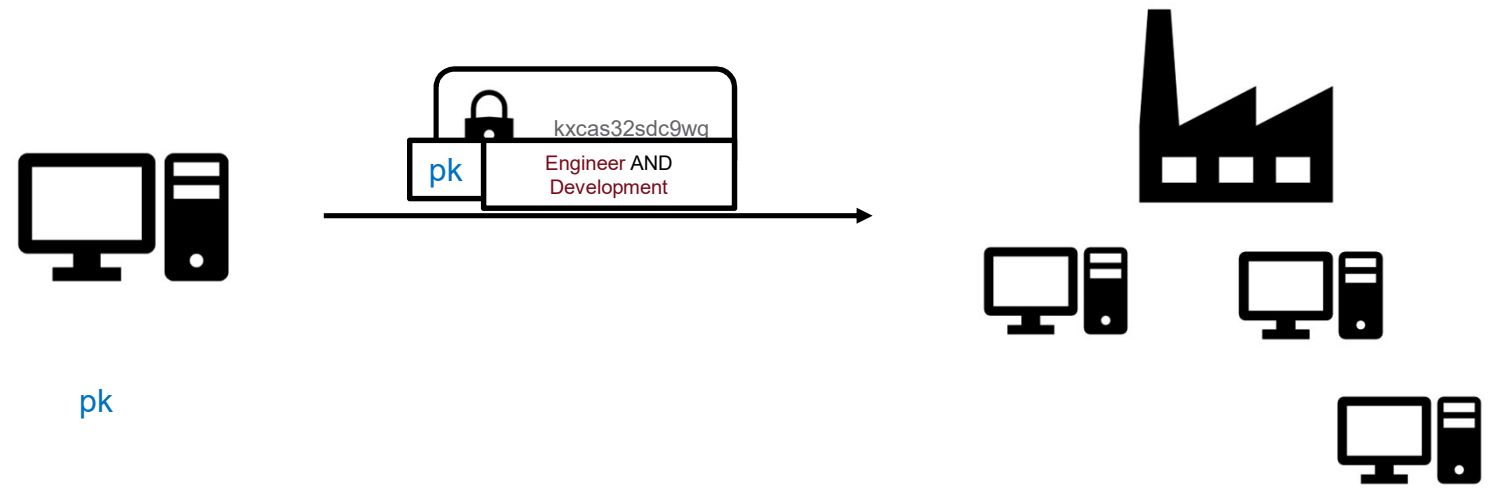 kxcas32sdc9wq
pk
Engineer AND
Development
pk